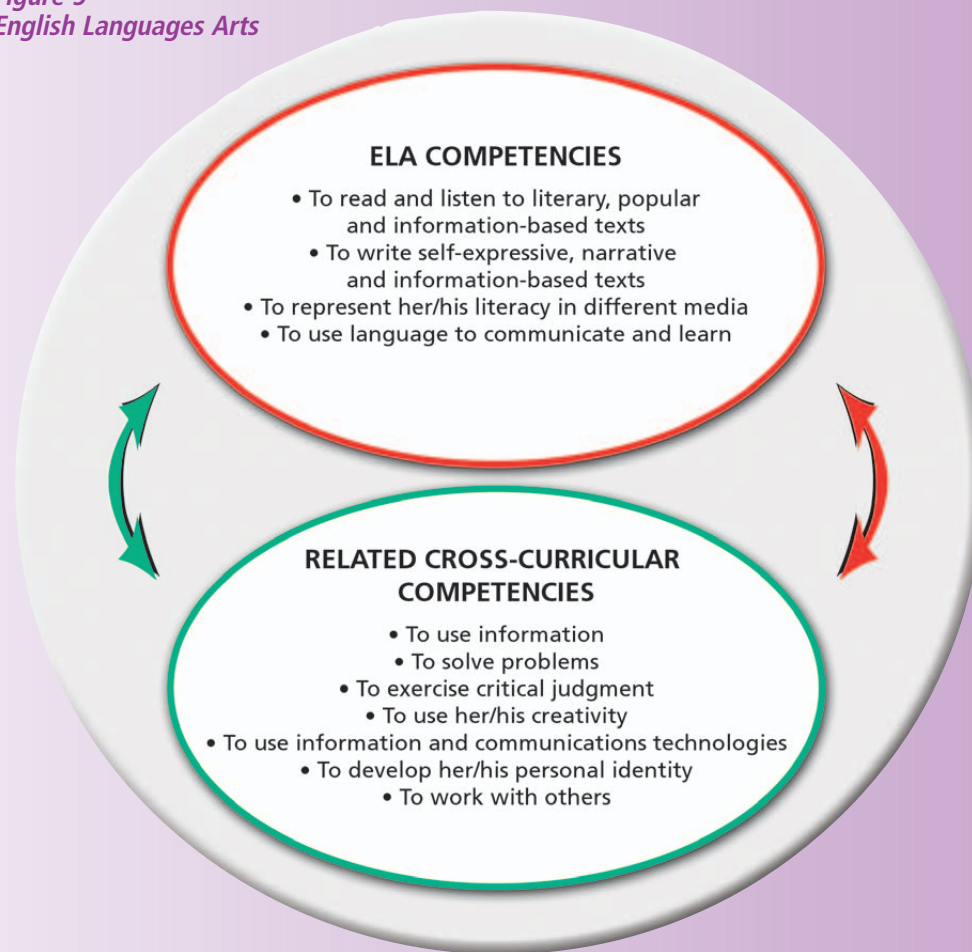 English Languages Arts
ELA COMPETENCIES
• To read and listen to literary, popular
and information-based texts
• To write self-expressive, narrative
and information-based texts
• To represent her/his literacy in different media
• To use language to communicate and learn
RELATED CROSS-CURRICULAR
COMPETENCIES
• To use information
• To solve problems
• To exercise critical judgment
• To use her/his creativity
• To use information and communications technologies
• To develop her/his personal identity
• To work with others